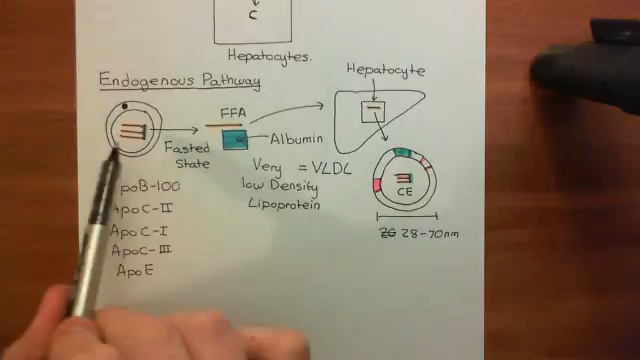 C
Hepatocytes.
Endogenous Pathway
Hepatocyte
FFA
Albumin
Fasted
State
Very = VLDL
low Density
Lipoprotein
CE
28-70nm
ApoB-100
ApoC-II
ApoC-I
ApoC-III
ApoE